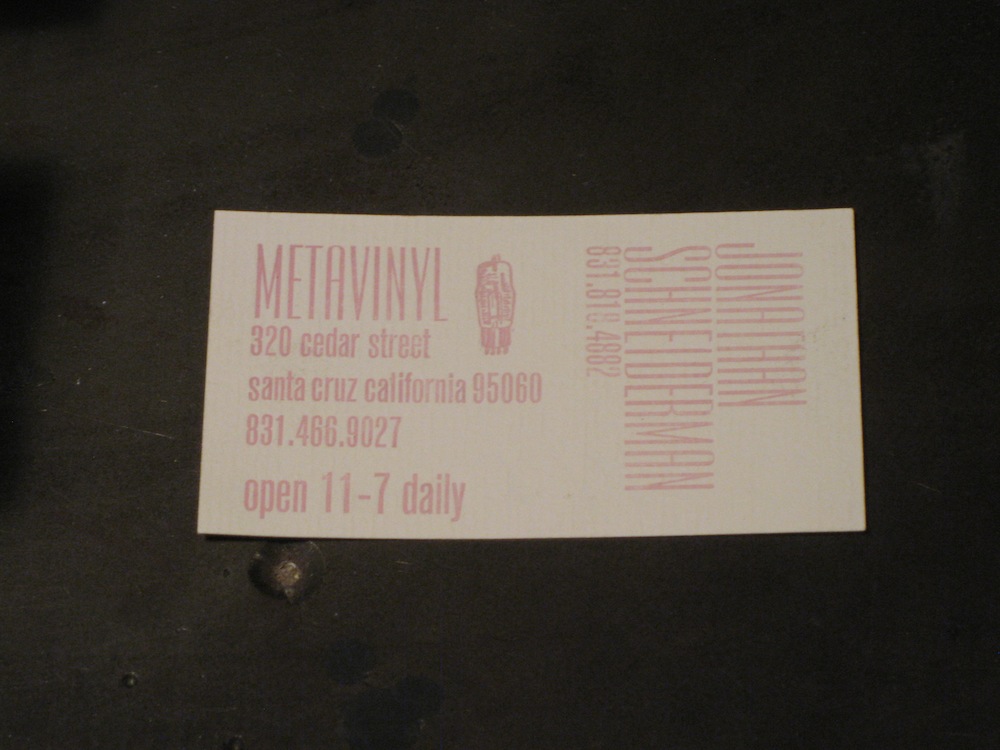 METAVINYL
320 cedar street
santa cruz california 95060
831.466.9027
open 11-7 daily
JONATHAN
SCHNEIDERMAN
831.818.4882